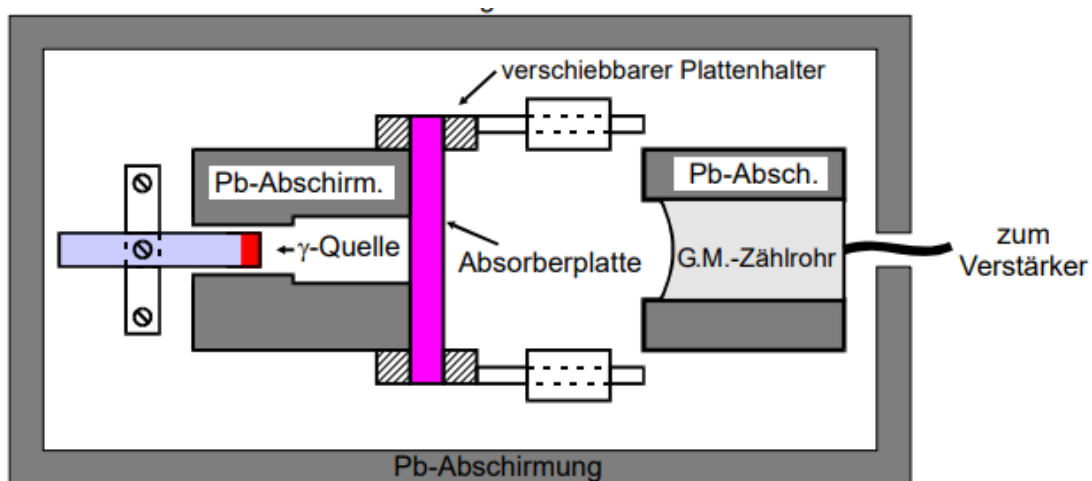 verschiebbarer Plattenhalter
Pb-Abschirm.
Pb-Absch.
γ-Quelle
Absorberplatte
G.M.-Zählrohr
zum
Verstärker
Pb-Abschirmung